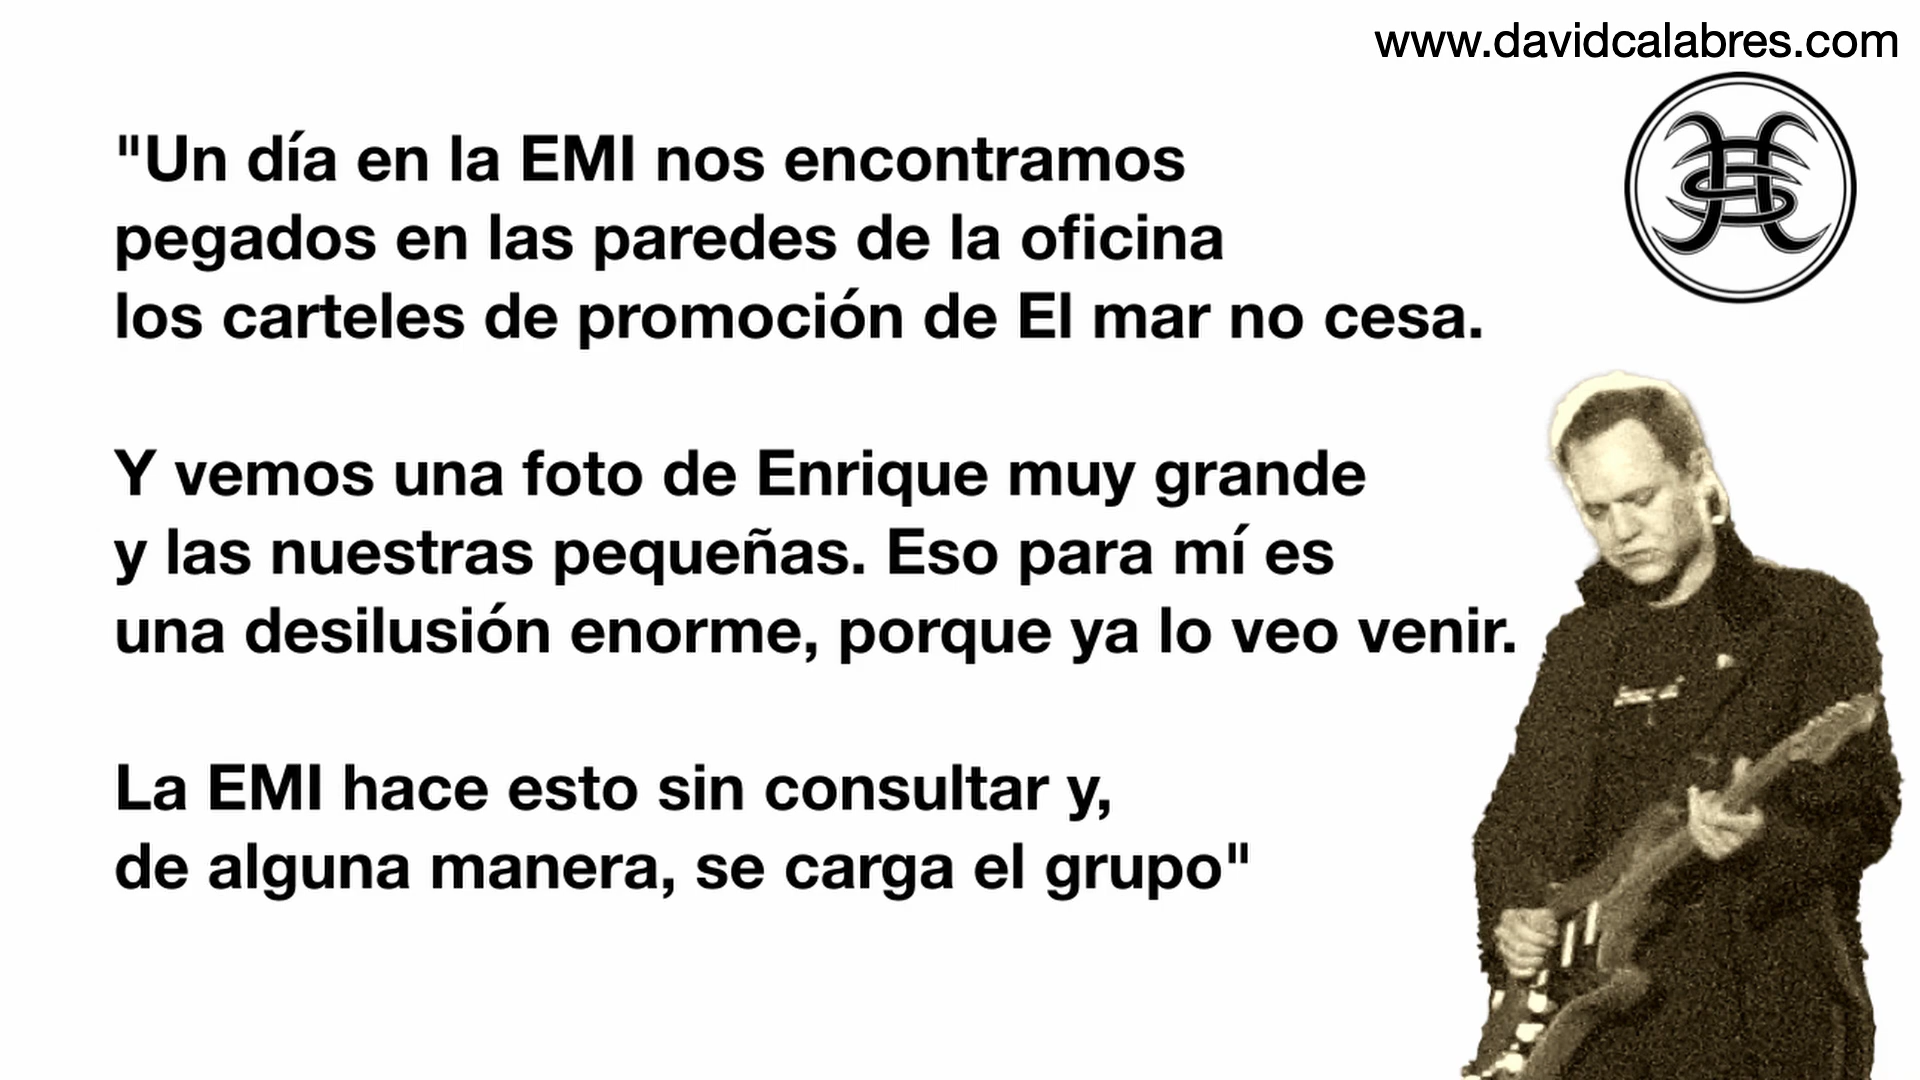 www.davidcalabres.com
"Un día en la EMI nos encontramos
pegados en las paredes de la oficina
los carteles de promoción de El mar no cesa.
Y vemos una foto de Enrique muy grande
y las nuestras pequeñas. Eso para mí es
una desilusión enorme, porque ya lo veo venir.
La EMI hace esto sin consultar y,
de alguna manera, se carga el grupo"